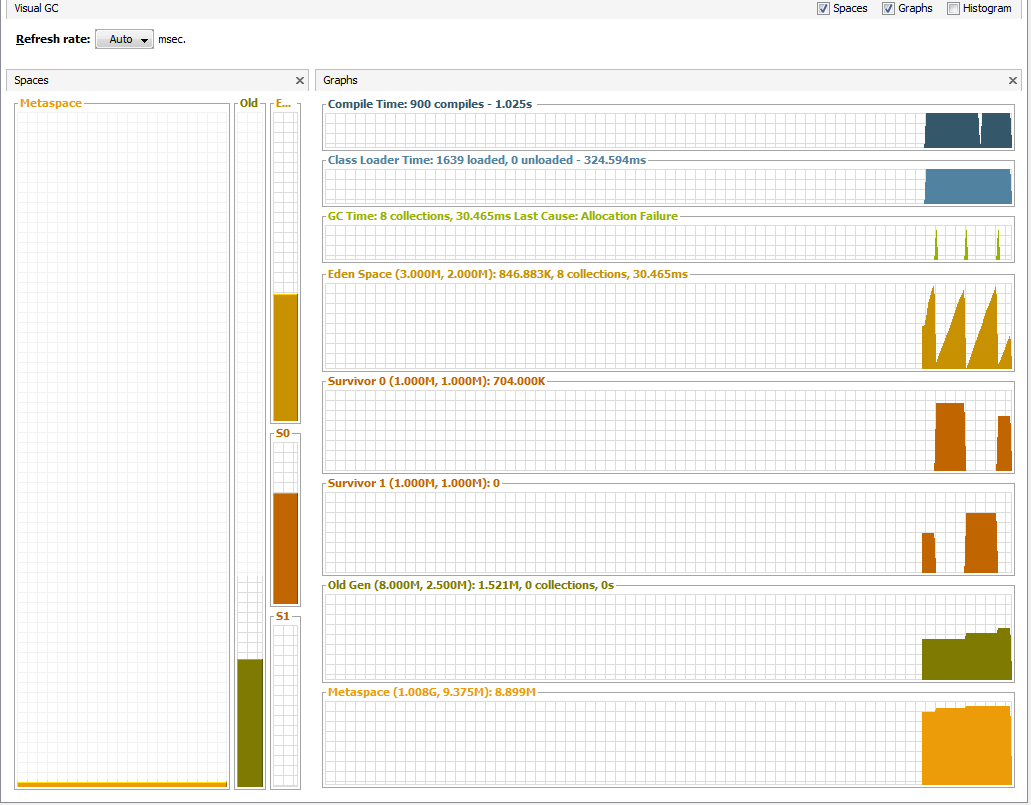 Visual GC
Spaces
Graphs
Histogram
Refresh rate: Auto msec.
Spaces
Metaspace
Old
E...
S0
S1
Graphs
Compile Time: 900 compiles - 1.025s
Class Loader Time: 1639 loaded, 0 unloaded - 324.594ms
GC Time: 8 collections, 30.465ms Last Cause: Allocation Failure
Eden Space (3.000M, 2.000M): 846.883K, 8 collections, 30.465ms
Survivor 0 (1.000M, 1.000M): 704.000K
Survivor 1 (1.000M, 1.000M): 0
Old Gen (8.000M, 2.500M): 1.521M, 0 collections, 0s
Metaspace (1.008G, 9.375M): 8.899M